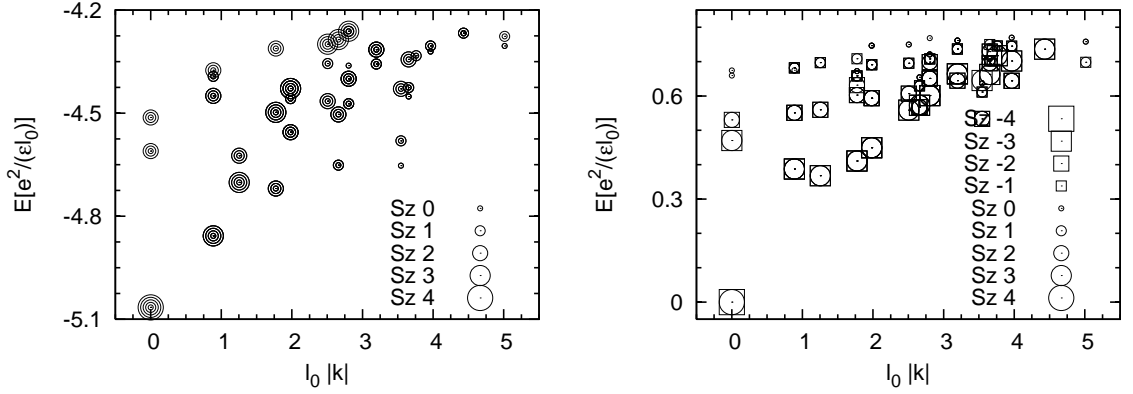 -4.2
-4.5
-4.8
-5.1
E[e²/(εl₀)]
0 1 2 3 4 5
l₀ |k|
Sz 0
Sz 1
Sz 2
Sz 3
Sz 4
0.6
0.3
0
E[e²/(εl₀)]
0 1 2 3 4 5
l₀ |k|
Sz -4
Sz -3
Sz -2
Sz -1
Sz 0
Sz 1
Sz 2
Sz 3
Sz 4